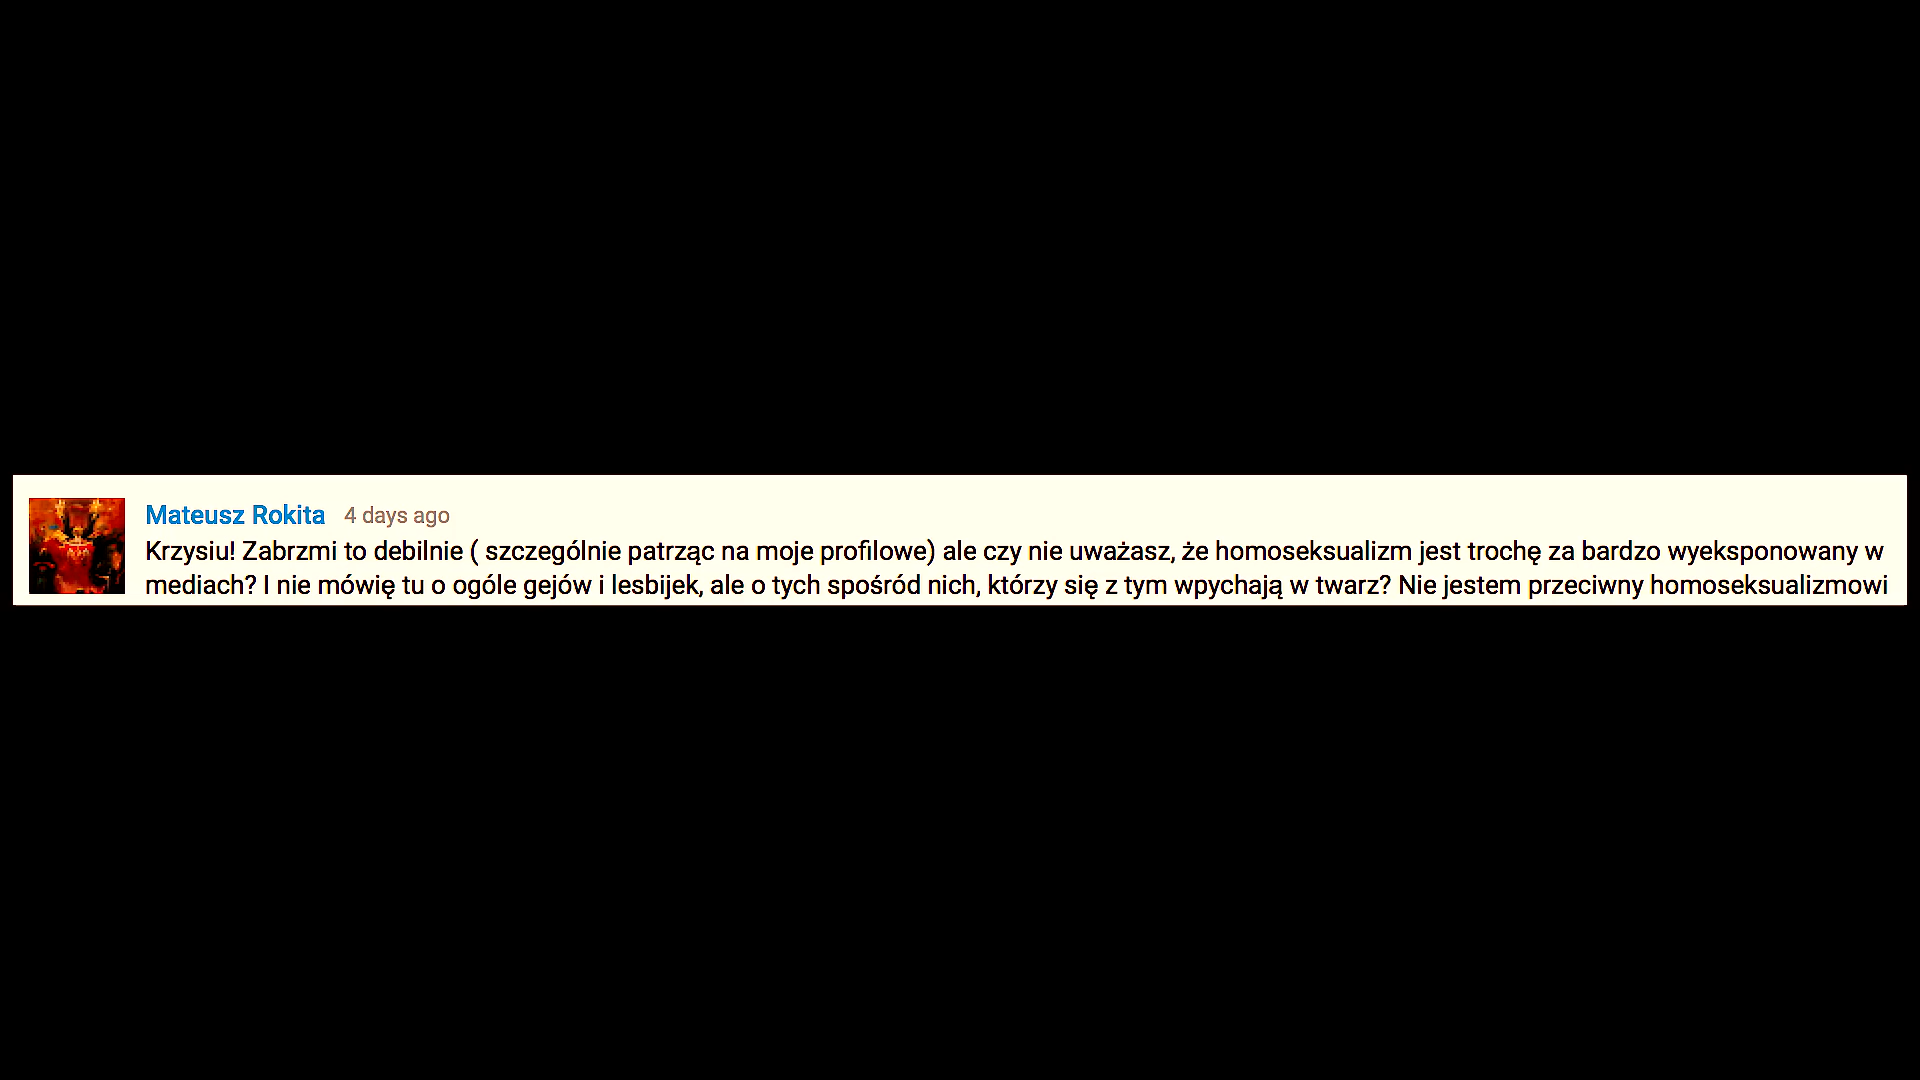 Mateusz Rokita 4 days ago
Krzysiu! Zabrzmi to debilnie ( szczególnie patrząc na moje profilowe) ale czy nie uważasz, że homoseksualizm jest trochę za bardzo wyeksponowany w
mediach? I nie mówię tu o ogóle gejów i lesbijek, ale o tych spośród nich, którzy się z tym wpychają w twarz? Nie jestem przeciwny homoseksualizmowi